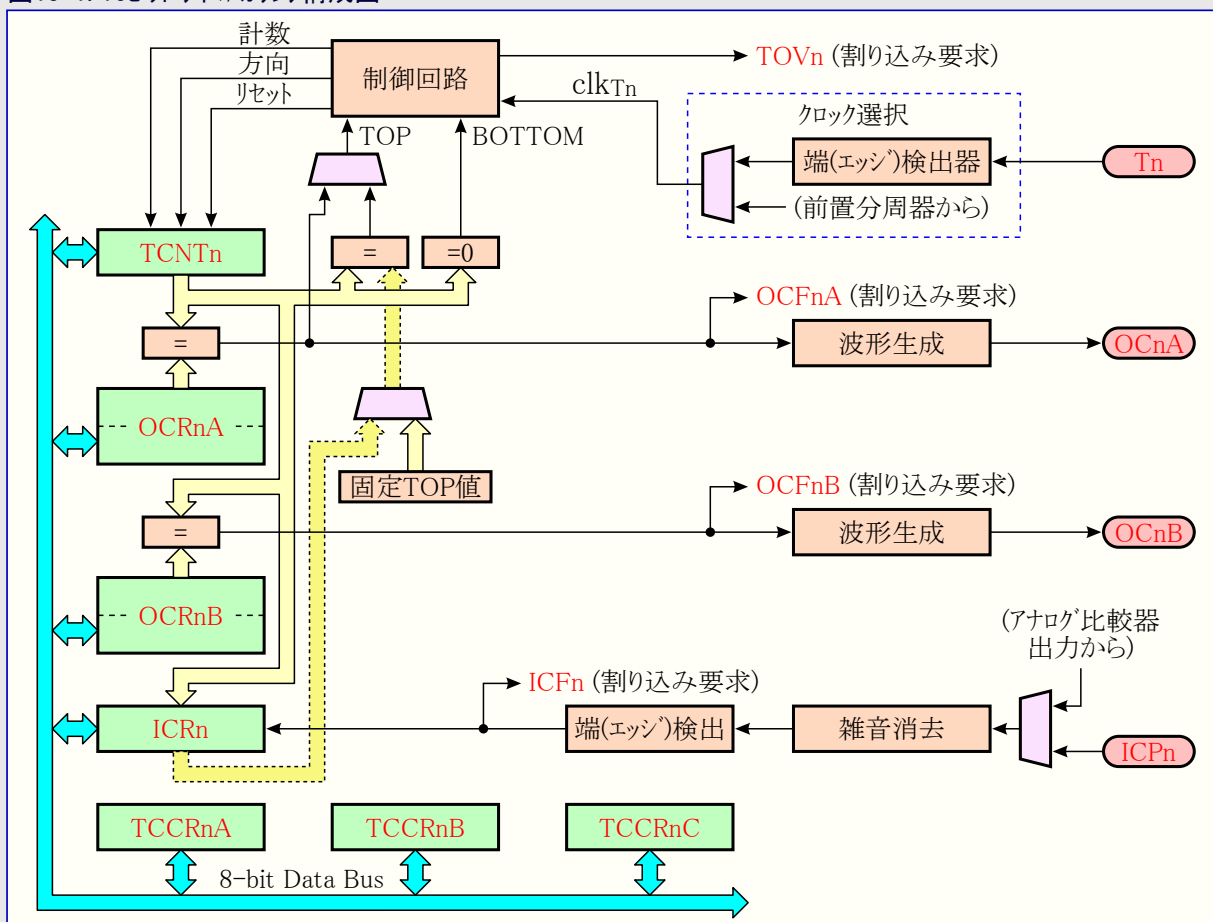 計数
方向
リセット
制御回路
TOVn (割り込み要求)
clkTn
TOP
BOTTOM
クロック選択
端(エッジ)検出器
(前置分周器から)
Tn
TCNTn
=
=0
OCFnA (割り込み要求)
=
波形生成
OCnA
OCRnA
固定TOP値
OCFnB (割り込み要求)
=
波形生成
OCnB
OCRnB
(アナログ比較器
出力から)
ICFn (割り込み要求)
ICRn
端(エッジ)検出
雑音消去
ICPn
TCCRnA
TCCRnB
TCCRnC
8-bit Data Bus